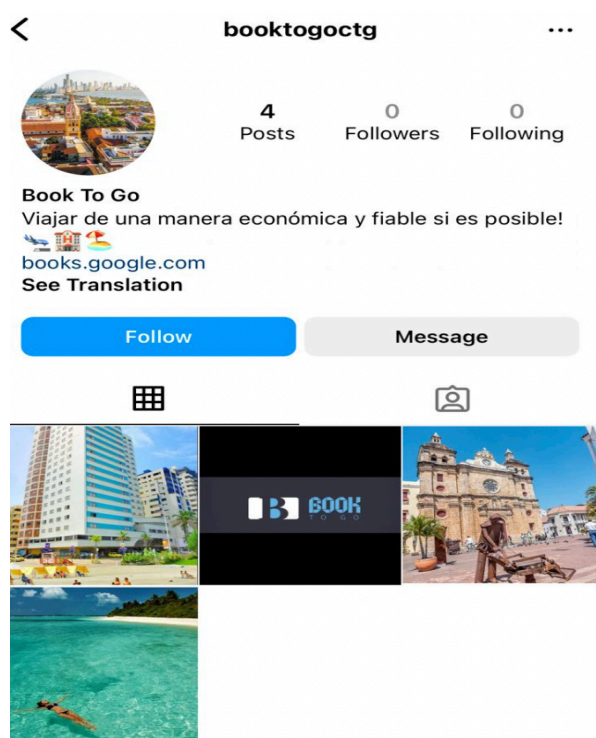 booktogoctg
4 0 0
Posts Followers Following
Book To Go
Viajar de una manera económica y fiable si es posible!
books.google.com
See Translation
Follow Message
B BOOK
TO GO